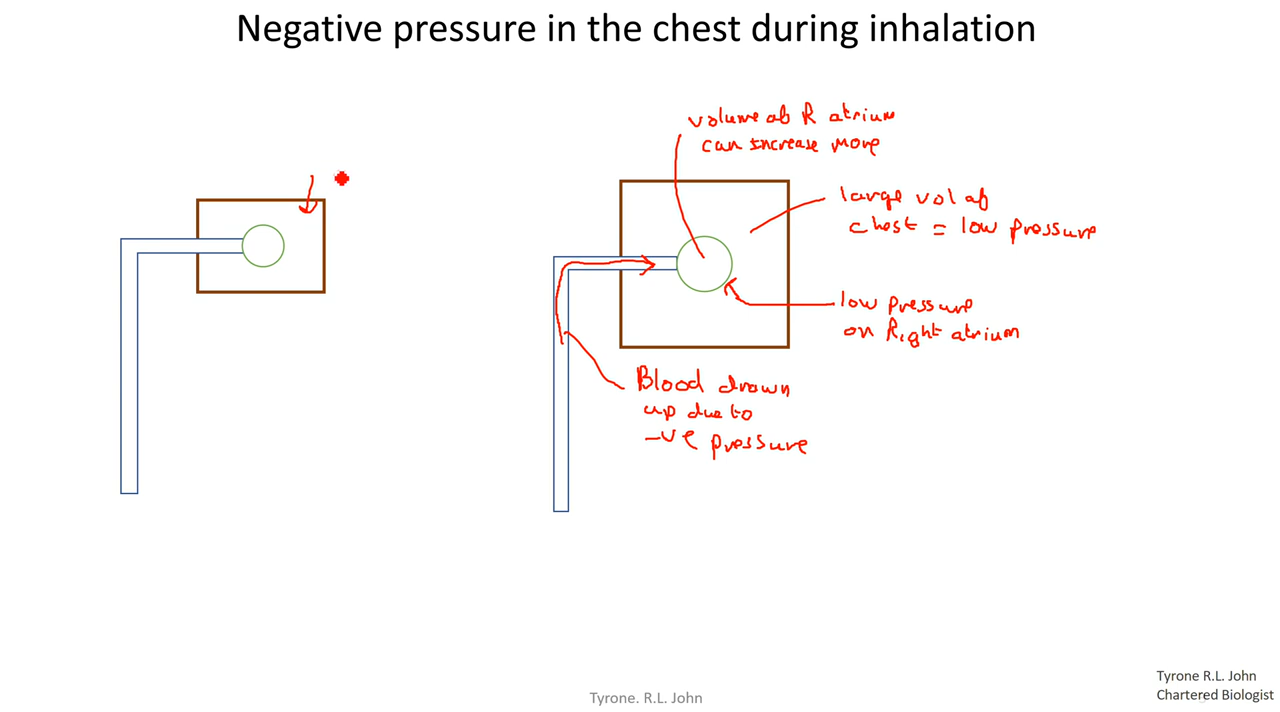 Negative pressure in the chest during inhalation
volume of R atrium
can increase more
large vol of
chest = low pressure
low pressure
on Right atrium
Blood drawn
up due to
-ve pressure
Tyrone R.L. John
Chartered Biologist
Tyrone. R.L. John